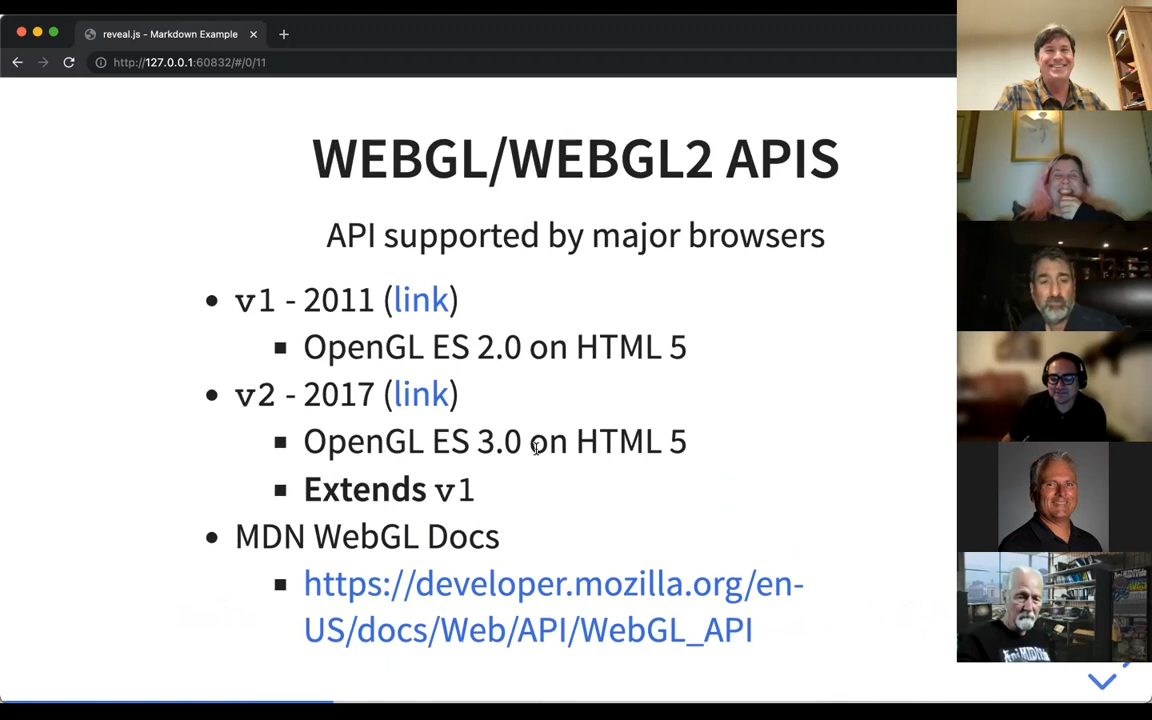 reveal.js - Markdown Example
http://127.0.0.1:60832/#/0/11
WEBGL/WEBGL2 APIS
API supported by major browsers
v1 - 2011 (link)
OpenGL ES 2.0 on HTML 5
v2 - 2017 (link)
OpenGL ES 3.0 on HTML 5
Extends v1
MDN WebGL Docs
https://developer.mozilla.org/en-
US/docs/Web/API/WebGL_API